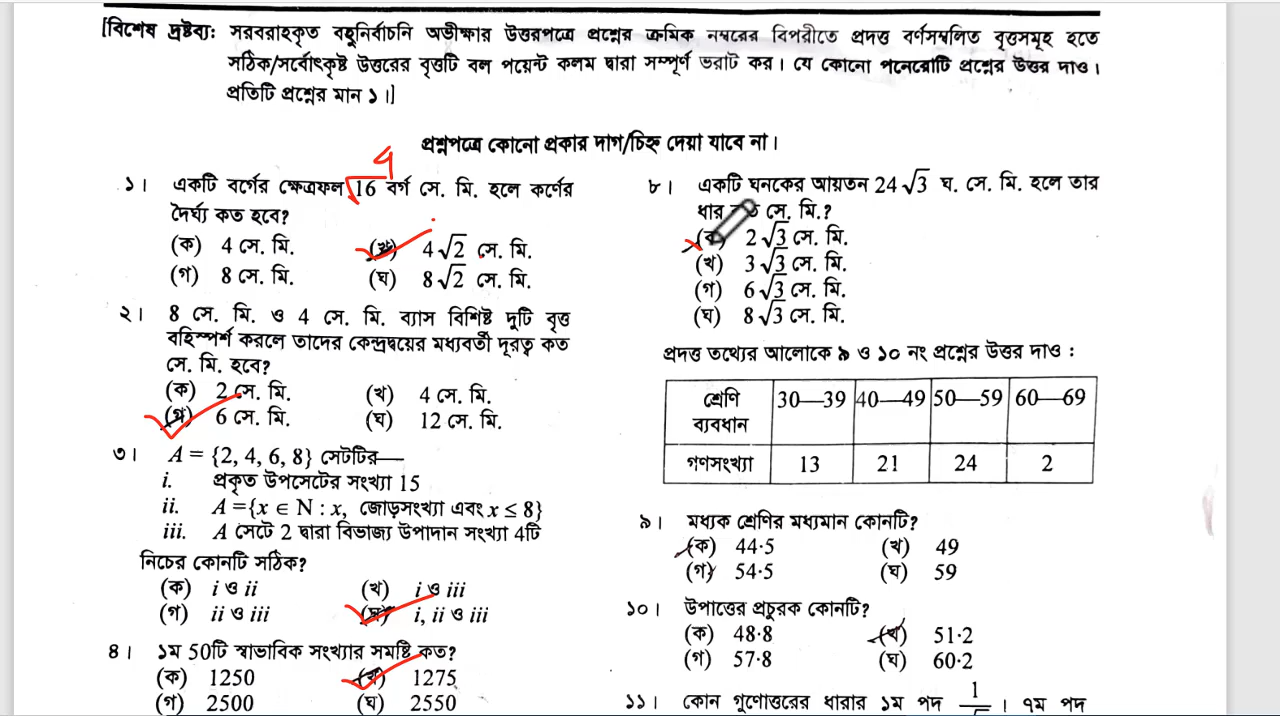 [বিশেষ দ্রষ্টব্য: সরবরাহকৃত বহুনির্বাচনি অভীক্ষার উত্তরপত্রে প্রশ্নের ক্রমিক নম্বরের বিপরীতে প্রদত্ত বর্ণসম্বলিত বৃত্তসমূহ হতে
সঠিক/সর্বোৎকৃষ্ট উত্তরের বৃত্তটি বল পয়েন্ট কলম দ্বারা সম্পূর্ণ ভরাট কর। যে কোনো পনেরোটি প্রশ্নের উত্তর দাও।
প্রতিটি প্রশ্নের মান ১।]
প্রশ্নপত্রে কোনো প্রকার দাগ/চিহ্ন দেয়া যাবে না।
4
১। একটি বর্গের ক্ষেত্রফল √16 বর্গ সে. মি. হলে কর্ণের
দৈর্ঘ্য কত হবে?
(ক) 4 সে. মি. (খ) 4√2 সে. মি.
(গ) 8 সে. মি. (ঘ) 8√2 সে. মি.
২। 8 সে. মি. ও 4 সে. মি. ব্যাস বিশিষ্ট দুটি বৃত্ত
বহিস্পর্শ করলে তাদের কেন্দ্রদ্বয়ের মধ্যবর্তী দূরত্ব কত
সে. মি. হবে?
(ক) 2 সে. মি. (খ) 4 সে. মি.
(গ) 6 সে. মি. (ঘ) 12 সে. মি.
৩। A = {2, 4, 6, 8} সেটটির—
i. প্রকৃত উপসেটের সংখ্যা 15
ii. A ={x ∈ N : x, জোড়সংখ্যা এবং x ≤ 8}
iii. A সেটে 2 দ্বারা বিভাজ্য উপাদান সংখ্যা 4টি
নিচের কোনটি সঠিক?
(ক) i ও ii (খ) i ও iii
(গ) ii ও iii (ঘ) i, ii ও iii
৪। ১ম 50টি স্বাভাবিক সংখ্যার সমষ্টি কত?
(ক) 1250 (খ) 1275
(গ) 2500 (ঘ) 2550
৮। একটি ঘনকের আয়তন 24√3 ঘ. সে. মি. হলে তার
ধার সে. মি.?
(ক) 2√3 সে. মি.
(খ) 3√3 সে. মি.
(গ) 6√3 সে. মি.
(ঘ) 8√3 সে. মি.
প্রদত্ত তথ্যের আলোকে ৯ ও ১০ নং প্রশ্নের উত্তর দাও :
শ্রেণি 30—39 40—49 50—59 60—69
ব্যবধান
গণসংখ্যা 13 21 24 2
৯। মধ্যক শ্রেণির মধ্যমান কোনটি?
(ক) 44·5 (খ) 49
(গ) 54·5 (ঘ) 59
১০। উপাত্তের প্রচুরক কোনটি?
(ক) 48·8 (খ) 51·2
(গ) 57·8 (ঘ) 60·2
১১। কোন গুণোত্তরের ধারার ১ম পদ 1 । ৭ম পদ